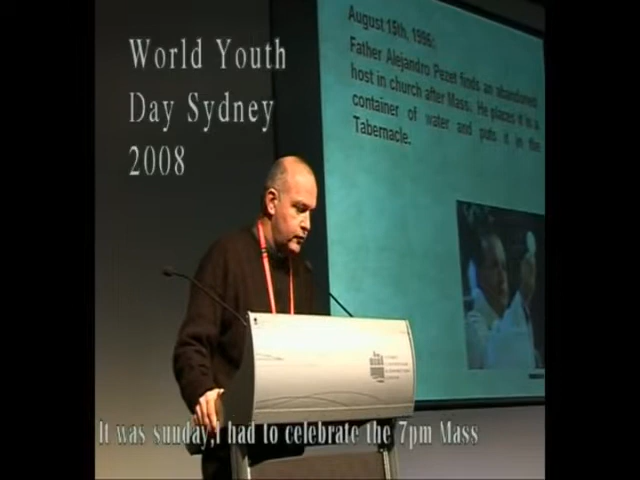 World Youth
Day Sydney
2008
August 15th, 1996:
Father Alejandro Pezet finds an abandoned
host in church after Mass. He places it in a
container of water and puts it in the
Tabernacle.
It was sunday,I had to celebrate the 7pm Mass